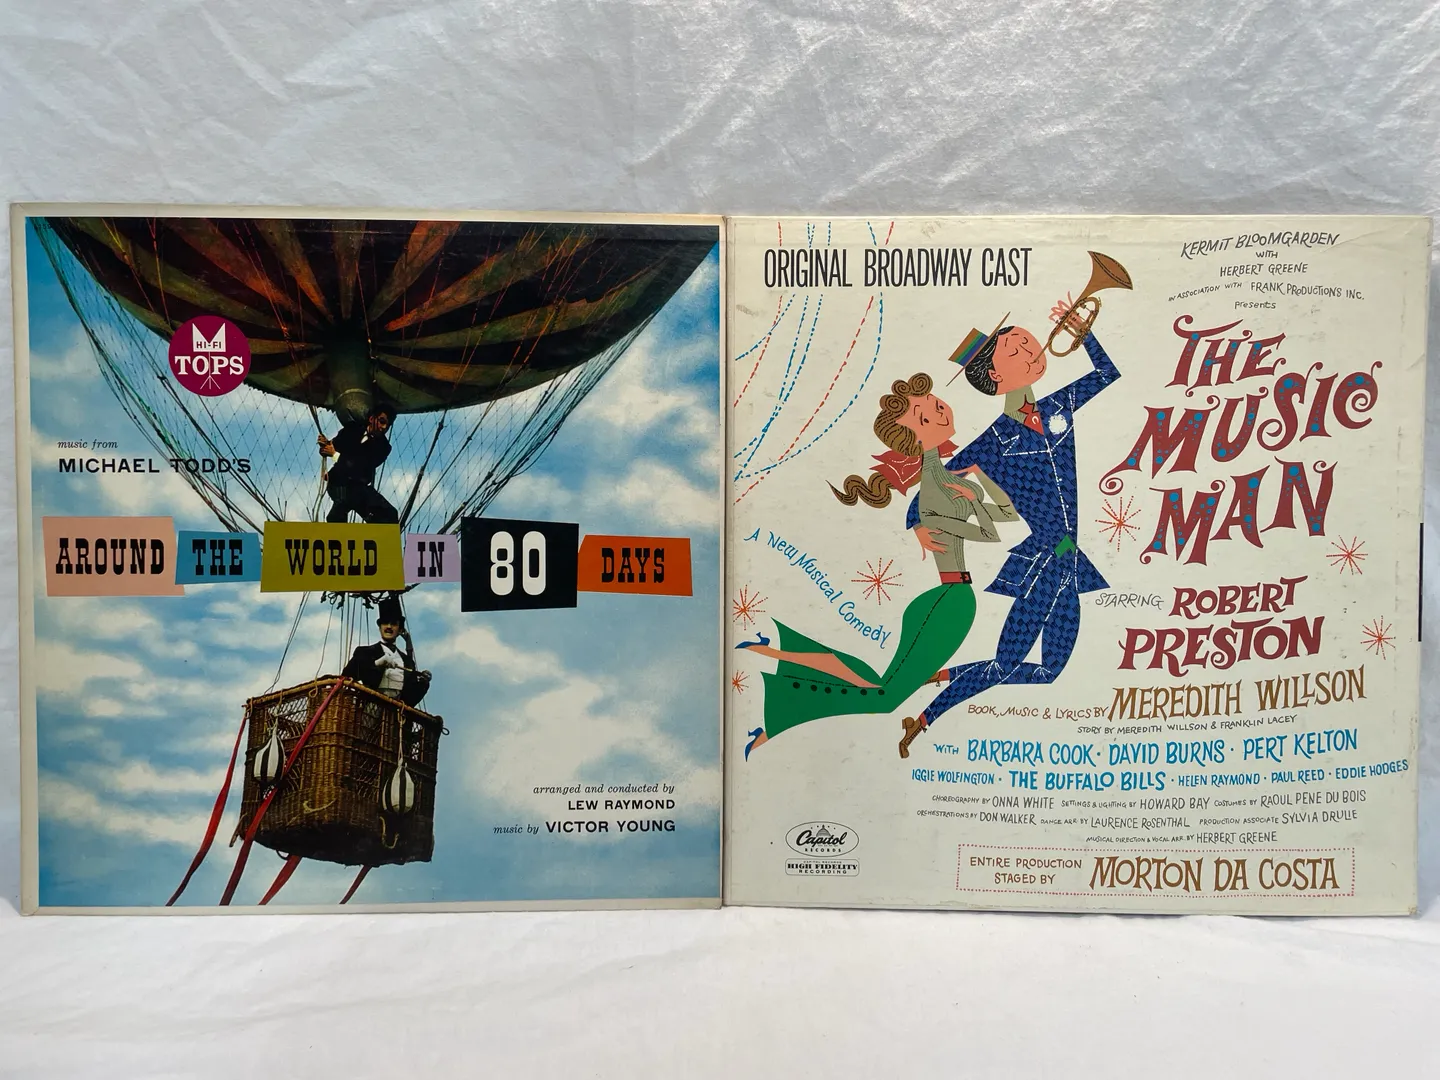 HI-FI
TOPS
music from
MICHAEL TODD'S
AROUND THE WORLD IN 80 DAYS
arranged and conducted by
LEW RAYMOND
music by VICTOR YOUNG
ORIGINAL BROADWAY CAST
KERMIT BLOOMGARDEN
WITH
HERBERT GREENE
IN ASSOCIATION WITH FRANK PRODUCTIONS INC.
Presents
THE
MUSIC
MAN
A New Musical Comedy
STARRING ROBERT
PRESTON
BOOK, MUSIC & LYRICS BY MEREDITH WILLSON
STORY BY MEREDITH WILLSON & FRANKLIN LACEY
WITH BARBARA COOK · DAVID BURNS · PERT KELTON
IGGIE WOLFINGTON · THE BUFFALO BILLS · HELEN RAYMOND · PAUL REED · EDDIE HODGES
CHOREOGRAPHY BY ONNA WHITE SETTINGS & LIGHTING BY HOWARD BAY COSTUMES BY RAOUL PENE DU BOIS
ORCHESTRATIONS BY DON WALKER DANCE ARR. BY LAURENCE ROSENTHAL PRODUCTION ASSOCIATE SYLVIA DRULIE
MUSICAL DIRECTION & VOCAL ARR. BY HERBERT GREENE
ENTIRE PRODUCTION
STAGED BY MORTON DA COSTA
Capitol
RECORDS
CAPITOL RECORDS
HIGH FIDELITY
RECORDING